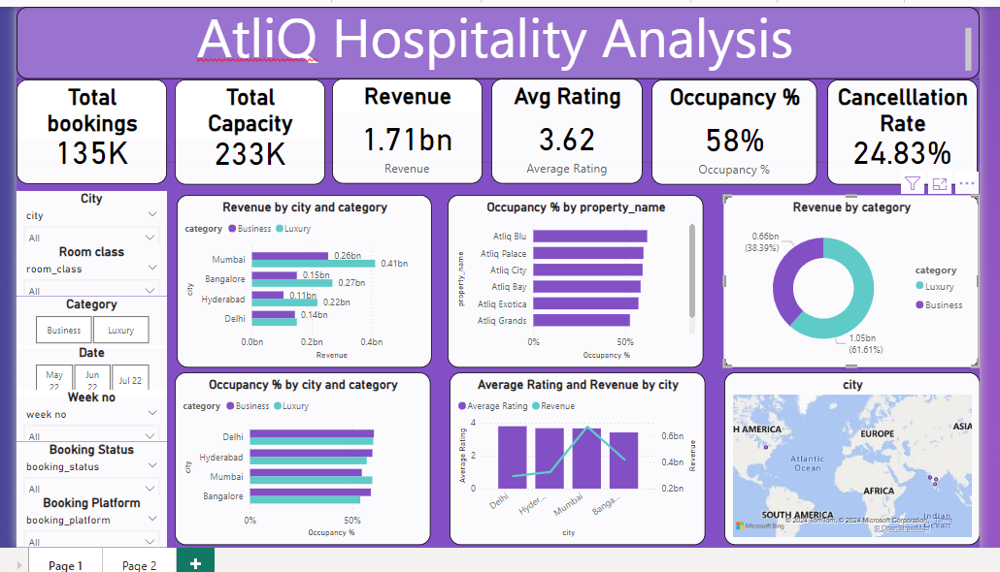 AtliQ Hospitality Analysis
Total
bookings
135K
Total
Capacity
233K
Revenue
1.71bn
Revenue
Avg Rating
3.62
Average Rating
Occupancy %
58%
Occupancy %
Cancelllation
Rate
24.83%
City
city
All
Room class
room_class
All
Category
Business
Luxury
Date
May
22
Jun
22
Jul 22
Week no
week no
All
Booking Status
booking_status
All
Booking Platform
booking_platform
All
Revenue by city and category
category Business Luxury
city
Mumbai
0.26bn
0.41bn
Bangalore
0.15bn
0.27bn
Hyderabad
0.11bn
0.22bn
Delhi
0.14bn
0.0bn 0.2bn 0.4bn
Revenue
Occupancy % by property_name
property_name
Atliq Blu
Atliq Palace
Atliq City
Atliq Bay
Atliq Exotica
Atliq Grands
0% 50%
Occupancy %
Revenue by category
0.66bn
(38.39%)
1.05bn
(61.61%)
category
Luxury
Business
Occupancy % by city and category
category Business Luxury
city
Delhi
Hyderabad
Mumbai
Bangalore
0% 50%
Occupancy %
Average Rating and Revenue by city
Average Rating Revenue
Average Rating
4
2
0
0.6bn
0.4bn
0.2bn
Revenue
Delhi
Hyder...
Mumbai
Banga...
city
city
H AMERICA
EUROPE
ASIA
Atlantic
Ocean
AFRICA
SOUTH AMERICA
Indian
Ocean
Microsoft Bing
© 2024 TomTom, © 2024 Microsoft Corporation, Terms
© OpenStreetMap
Page 1
Page 2
+